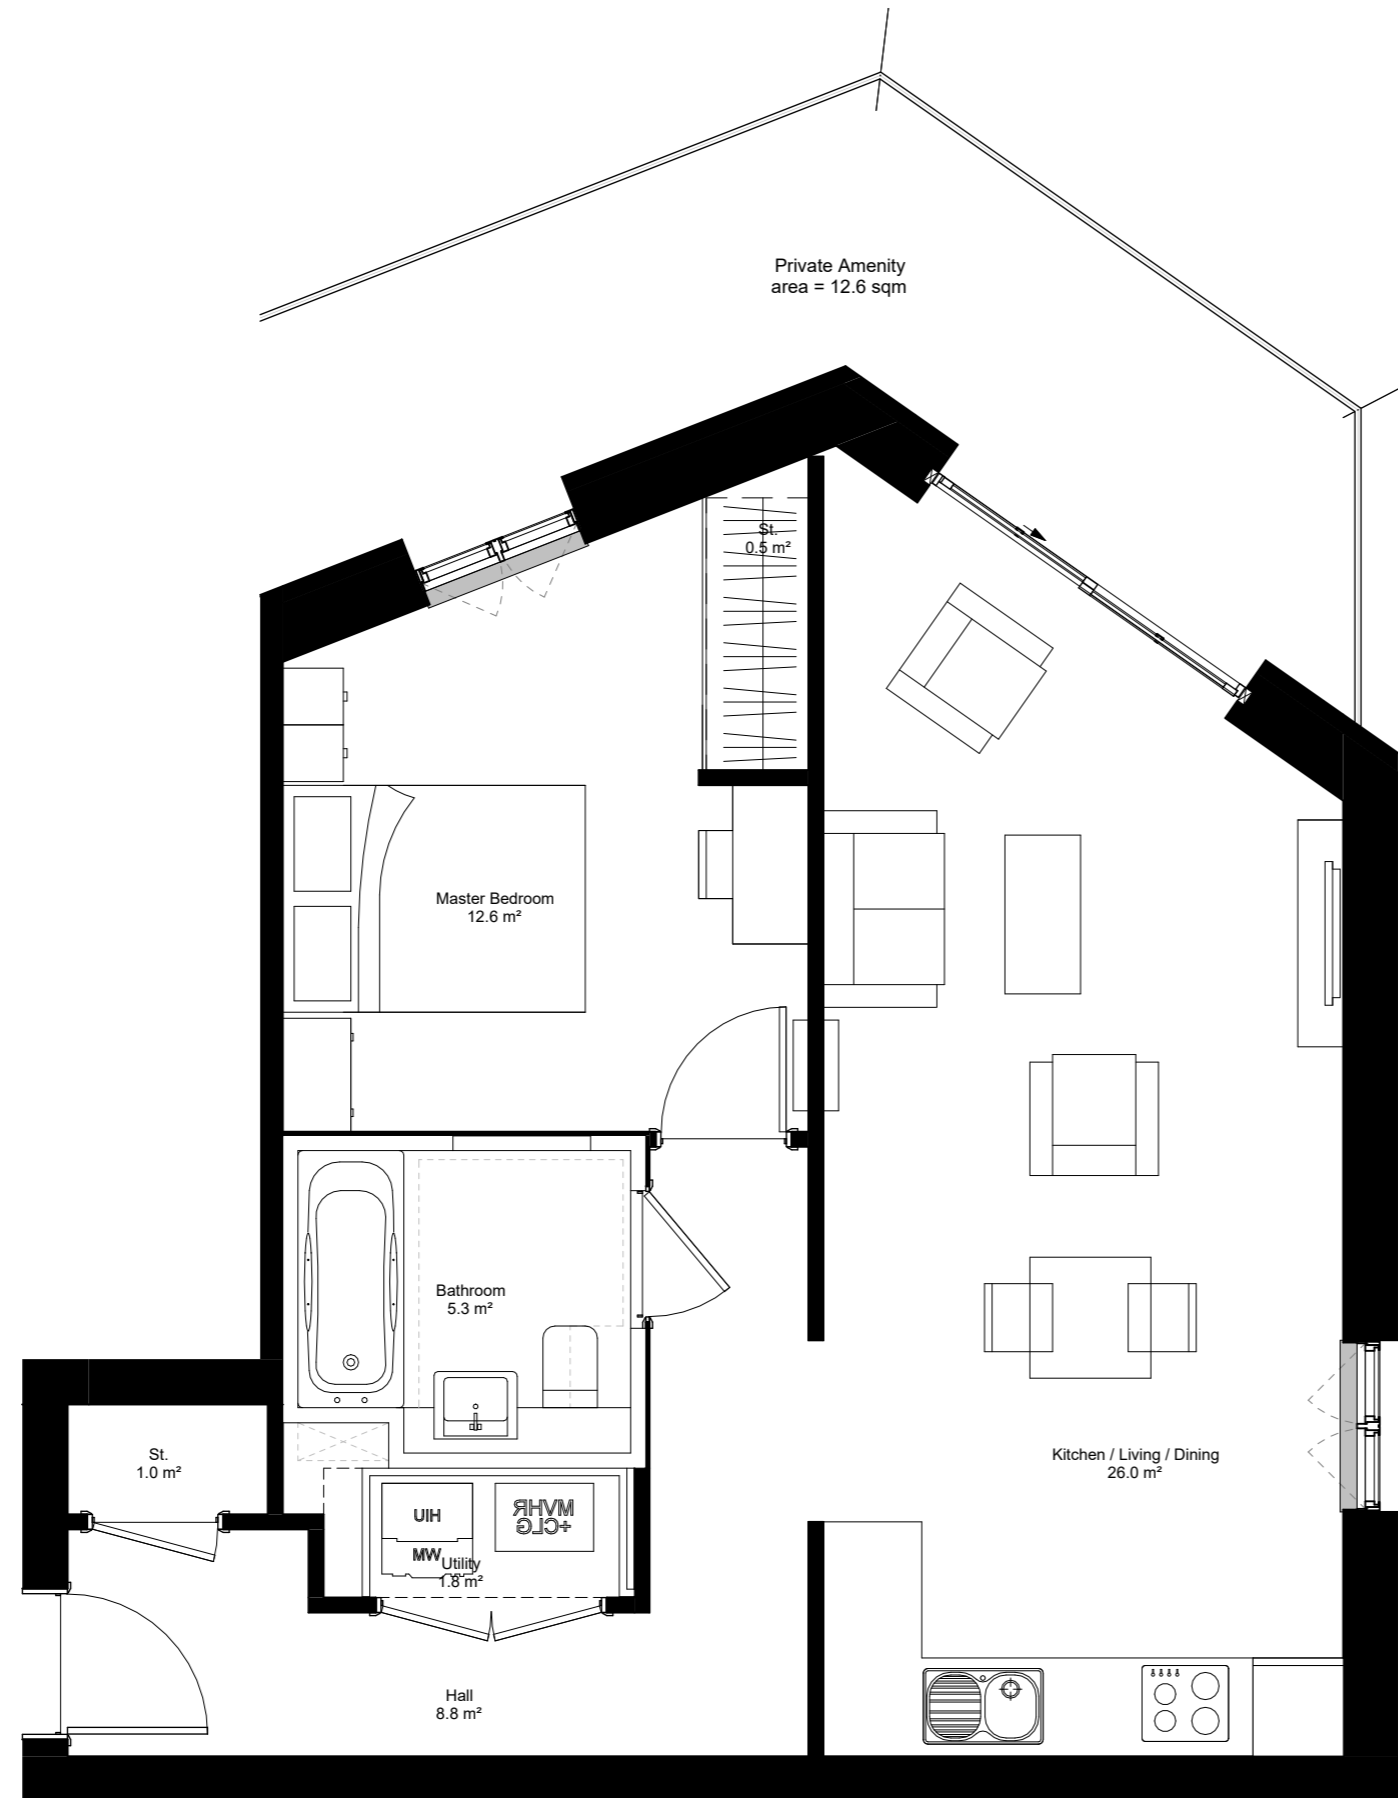 Private Amenity
area = 12.6 sqm
St.
0.5 m²
Master Bedroom
12.6 m²
Bathroom
5.3 m²
St.
1.0 m²
Kitchen / Living / Dining
26.0 m²
HIU
MVHR
+CLG
WM
Utility
1.8 m²
Hall
8.8 m²